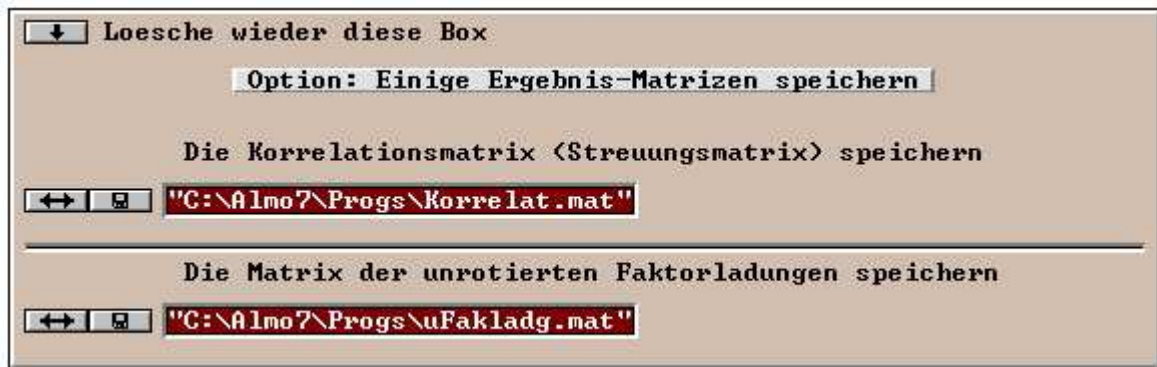 Loesche wieder diese Box
Option: Einige Ergebnis-Matrizen speichern
Die Korrelationsmatrix (Streuungsmatrix) speichern
"C:\Almo7\Progs\Korrelat.mat"
Die Matrix der unrotierten Faktorladungen speichern
"C:\Almo7\Progs\uFakladg.mat"